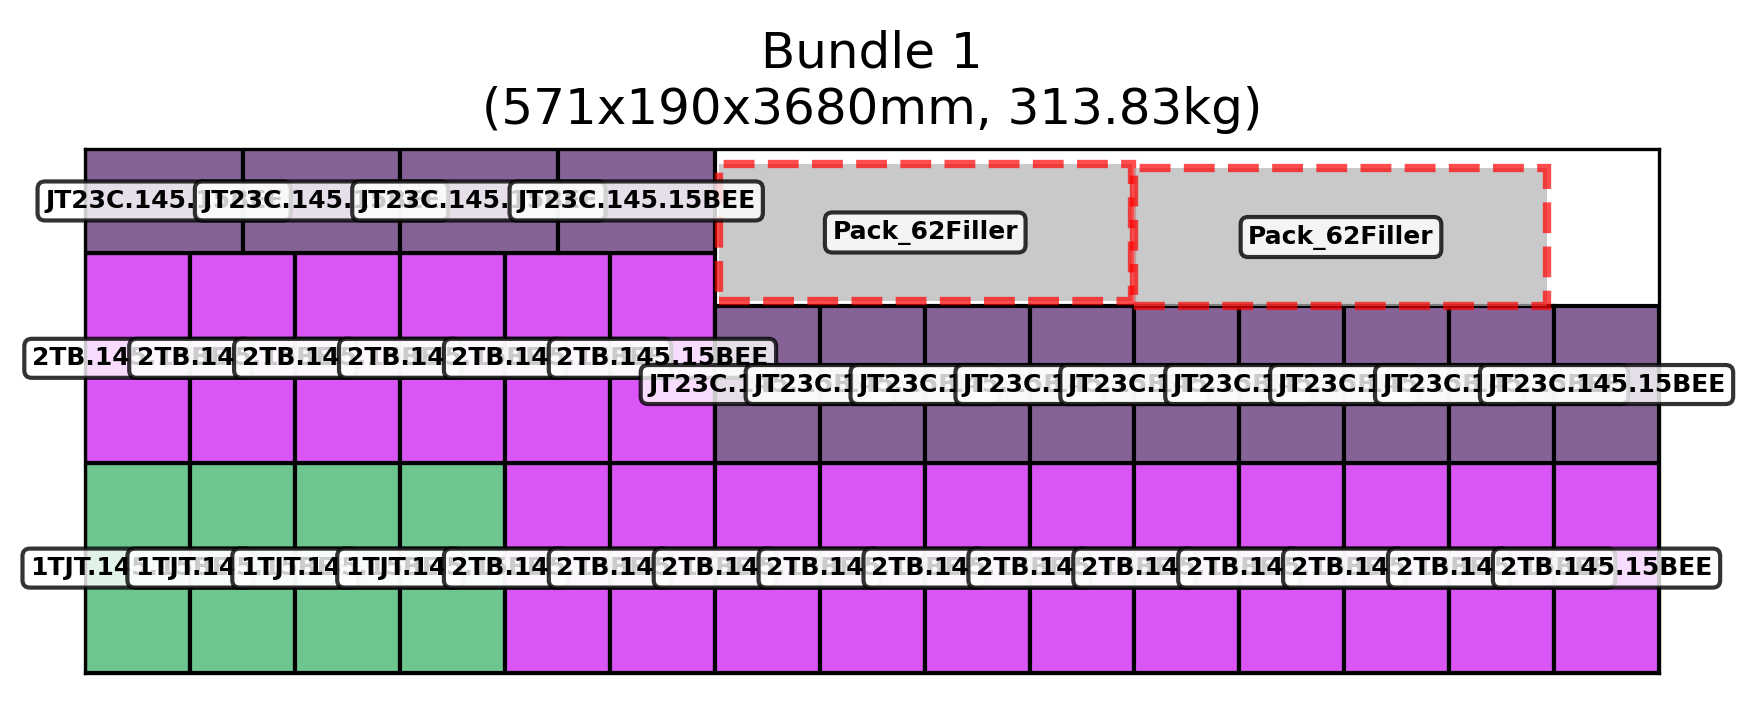 Bundle 1
(571x190x3680mm, 313.83kg)
JT23C.145. JT23C.145. JT23C.145. JT23C.145.15BEE
Pack_62Filler
Pack_62Filler
2TB.14 2TB.14 2TB.14 2TB.14 2TB.14 2TB.145.15BEE
JT23C.1 JT23C.1 JT23C.1 JT23C.1 JT23C.1 JT23C.1 JT23C.1 JT23C.1 JT23C.145.15BEE
1TJT.14 1TJT.14 1TJT.14 1TJT.14 2TB.14 2TB.14 2TB.14 2TB.14 2TB.14 2TB.14 2TB.14 2TB.14 2TB.14 2TB.14 2TB.145.15BEE